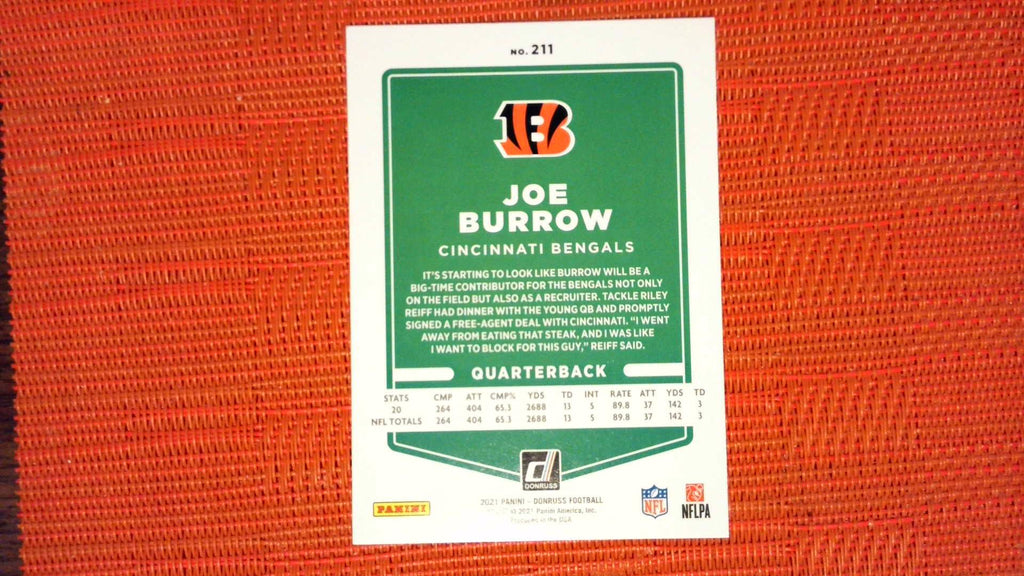 NO. 211
B
JOE
BURROW
CINCINNATI BENGALS
IT'S STARTING TO LOOK LIKE BURROW WILL BE A
BIG-TIME CONTRIBUTOR FOR THE BENGALS NOT ONLY
ON THE FIELD BUT ALSO AS A RECRUITER. TACKLE RILEY
REIFF HAD DINNER WITH THE YOUNG QB AND PROMPTLY
SIGNED A FREE-AGENT DEAL WITH CINCINNATI. "I WENT
AWAY FROM EATING THAT STEAK, AND I WAS LIKE
I WANT TO BLOCK FOR THIS GUY," REIFF SAID.
QUARTERBACK
STATS CMP ATT CMP% YDS TD INT RATE ATT YDS TD
20 264 404 65.3 2688 13 5 89.8 37 142 3
NFL TOTALS 264 404 65.3 2688 13 5 89.8 37 142 3
d
DONRUSS
2021 PANINI - DONRUSS FOOTBALL
2021 Panini America, Inc.
Produced in the USA
PANINI
NFL
NFLPA